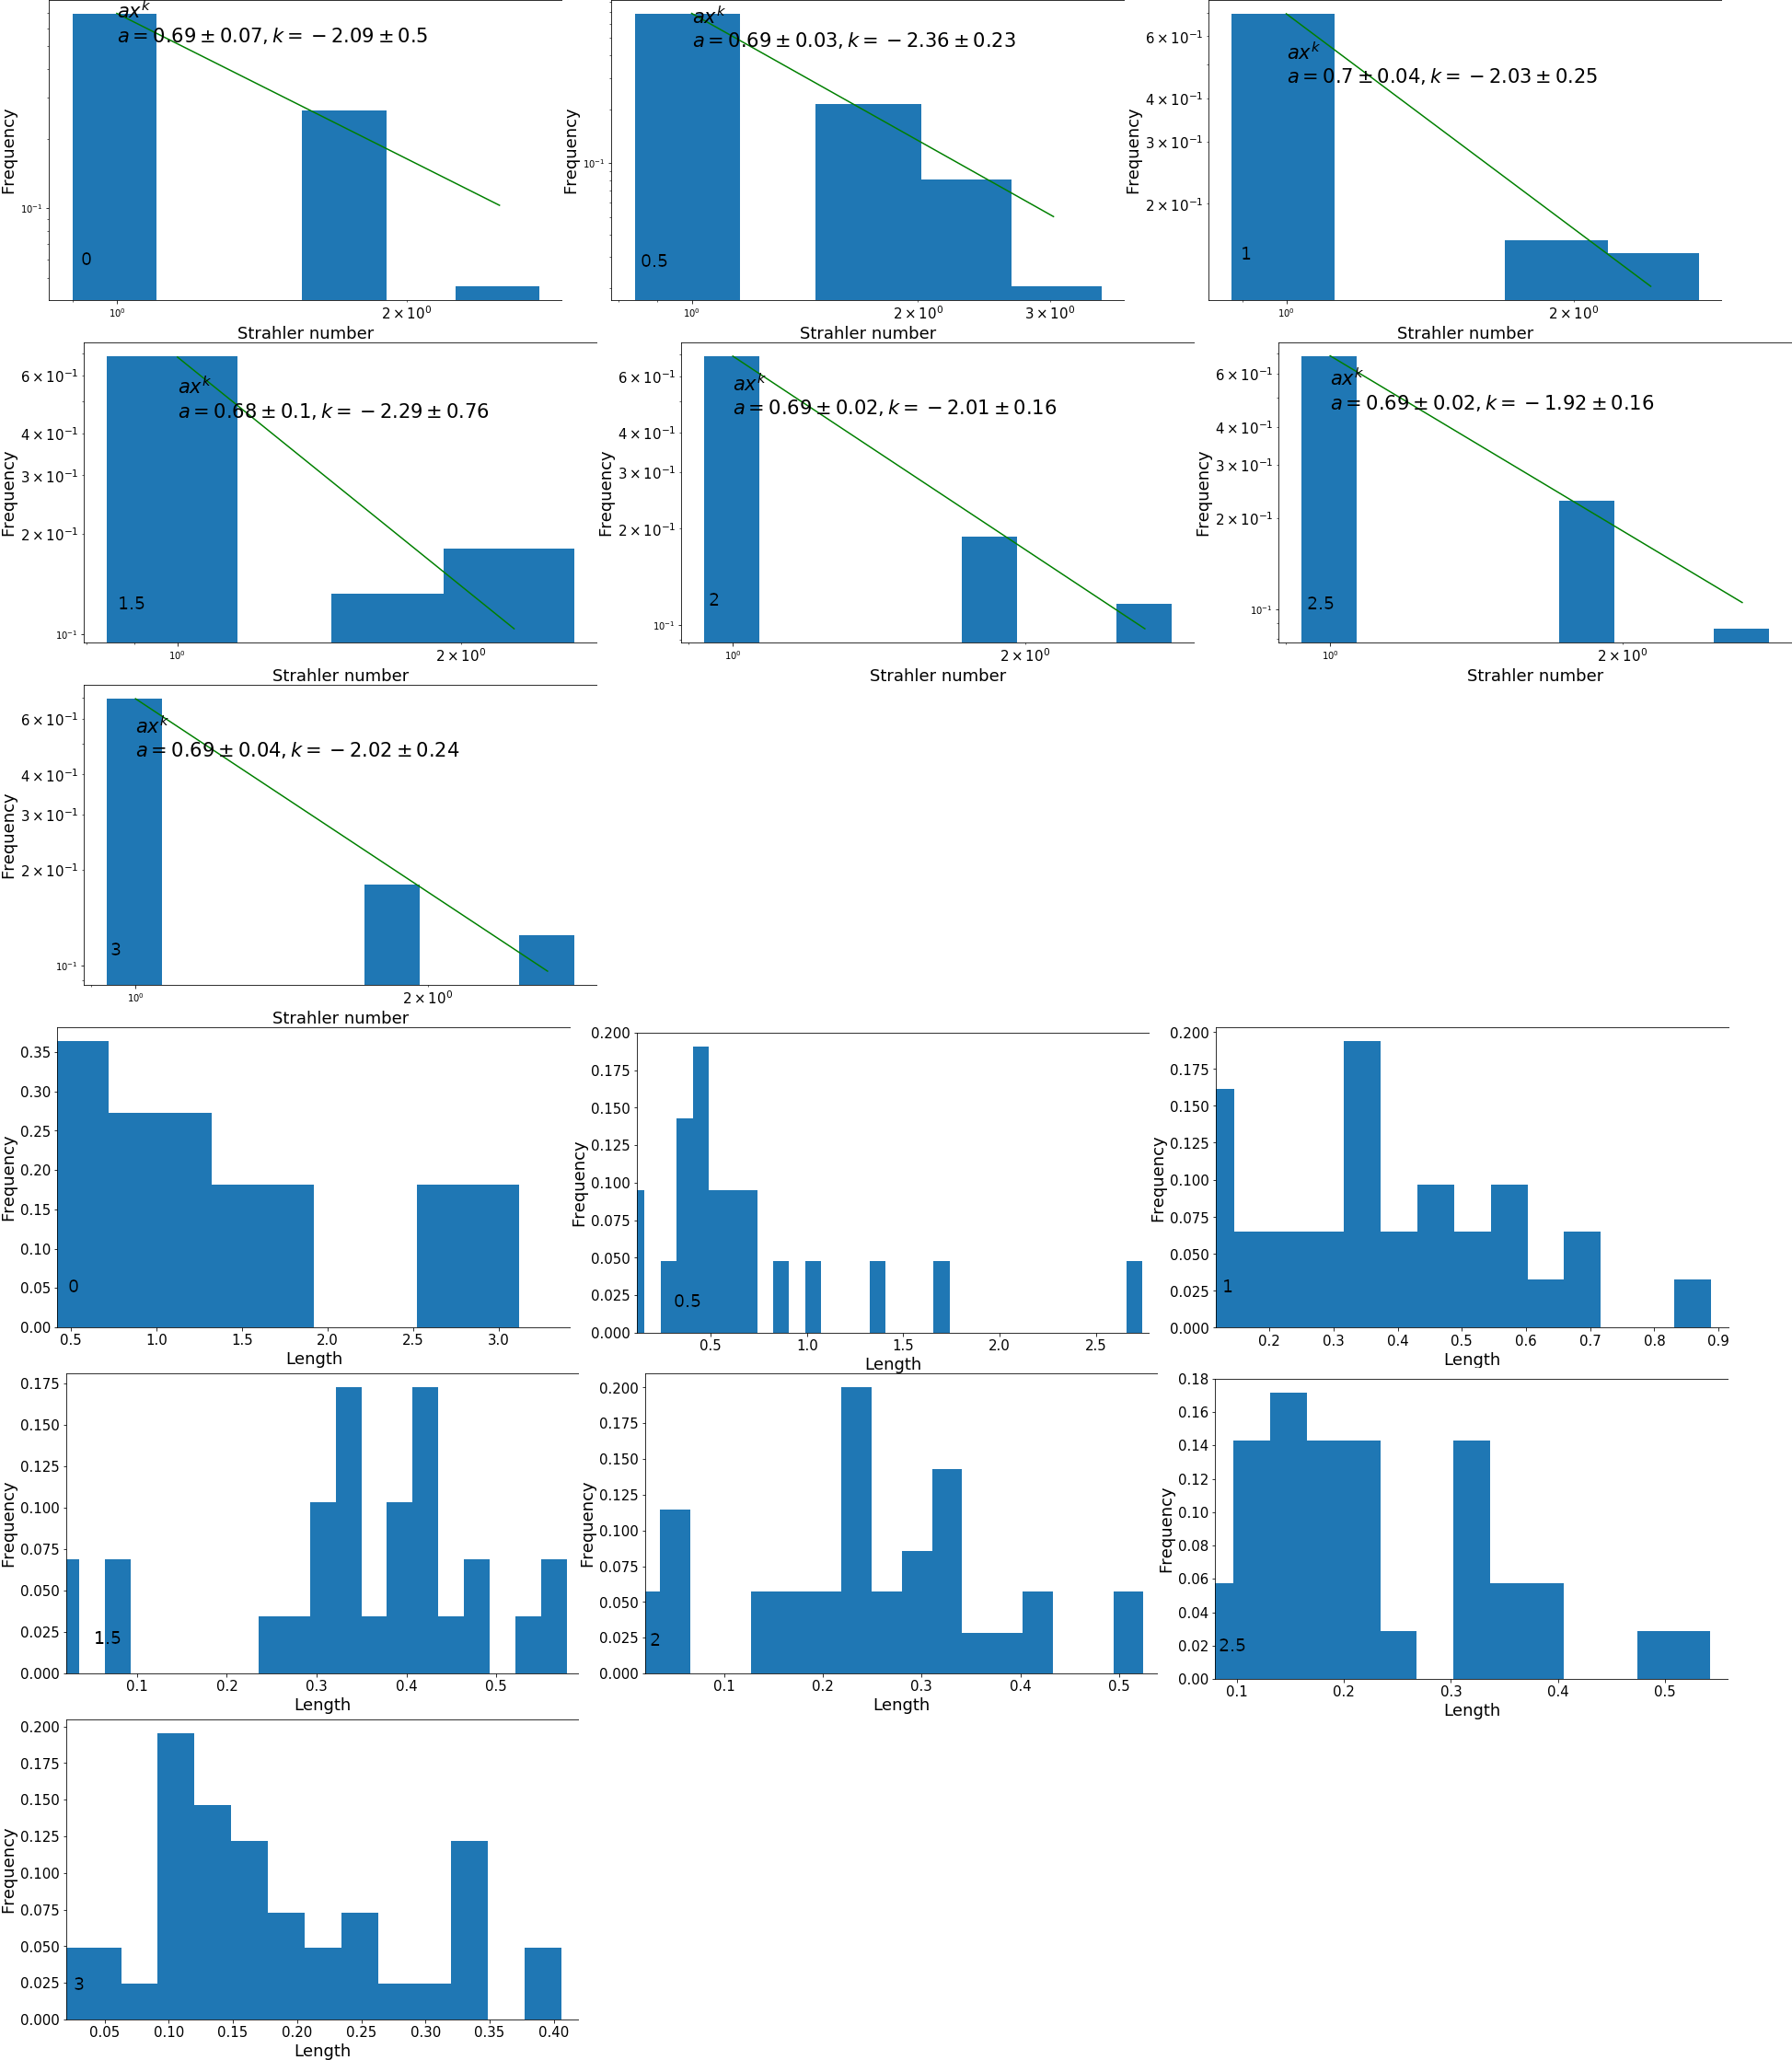 ax^k
a = 0.69 ± 0.07, k = − 2.09 ± 0.5
Frequency
10^−1
0
10^0
2 × 10^0
Strahler number
ax^k
a = 0.69 ± 0.03, k = − 2.36 ± 0.23
Frequency
10^−1
0.5
10^0
2 × 10^0
3 × 10^0
Strahler number
6 × 10^−1
4 × 10^−1
3 × 10^−1
2 × 10^−1
ax^k
a = 0.7 ± 0.04, k = − 2.03 ± 0.25
Frequency
1
10^0
2 × 10^0
Strahler number
6 × 10^−1
4 × 10^−1
3 × 10^−1
2 × 10^−1
10^−1
ax^k
a = 0.68 ± 0.1, k = − 2.29 ± 0.76
Frequency
1.5
10^0
2 × 10^0
Strahler number
6 × 10^−1
4 × 10^−1
3 × 10^−1
2 × 10^−1
10^−1
ax^k
a = 0.69 ± 0.02, k = − 2.01 ± 0.16
Frequency
2
10^0
2 × 10^0
Strahler number
6 × 10^−1
4 × 10^−1
3 × 10^−1
2 × 10^−1
10^−1
ax^k
a = 0.69 ± 0.02, k = − 1.92 ± 0.16
Frequency
2.5
10^0
2 × 10^0
Strahler number
6 × 10^−1
4 × 10^−1
3 × 10^−1
2 × 10^−1
10^−1
ax^k
a = 0.69 ± 0.04, k = − 2.02 ± 0.24
Frequency
3
10^0
2 × 10^0
Strahler number
0.35
0.30
0.25
0.20
0.15
0.10
0.05
0.00
Frequency
0
0.5 1.0 1.5 2.0 2.5 3.0
Length
0.200
0.175
0.150
0.125
0.100
0.075
0.050
0.025
0.000
Frequency
0.5
0.5 1.0 1.5 2.0 2.5
Length
0.200
0.175
0.150
0.125
0.100
0.075
0.050
0.025
0.000
Frequency
1
0.2 0.3 0.4 0.5 0.6 0.7 0.8 0.9
Length
0.175
0.150
0.125
0.100
0.075
0.050
0.025
0.000
Frequency
1.5
0.1 0.2 0.3 0.4 0.5
Length
0.200
0.175
0.150
0.125
0.100
0.075
0.050
0.025
0.000
Frequency
2
0.1 0.2 0.3 0.4 0.5
Length
0.18
0.16
0.14
0.12
0.10
0.08
0.06
0.04
0.02
0.00
Frequency
2.5
0.1 0.2 0.3 0.4 0.5
Length
0.200
0.175
0.150
0.125
0.100
0.075
0.050
0.025
0.000
Frequency
3
0.05 0.10 0.15 0.20 0.25 0.30 0.35 0.40
Length